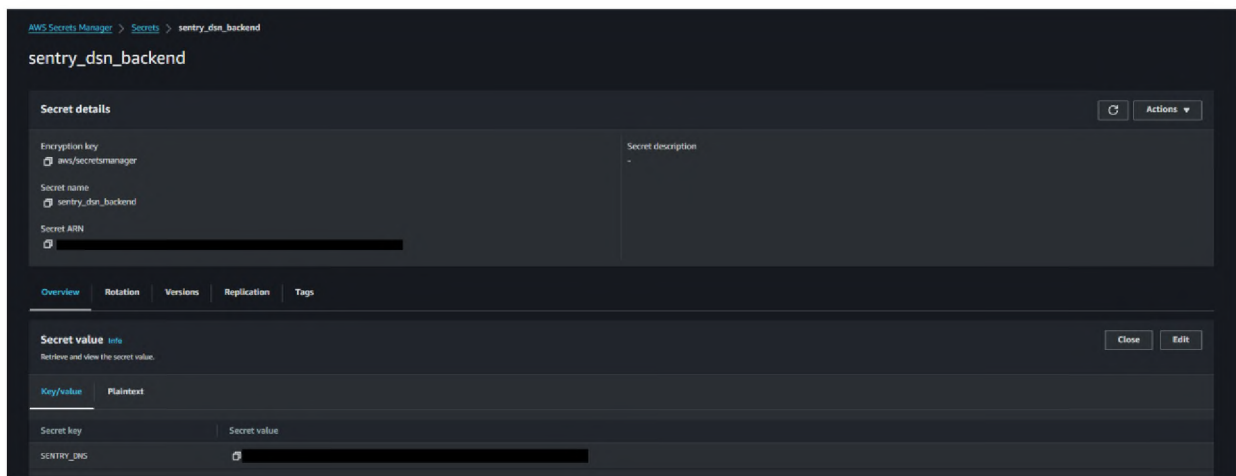 AWS Secrets Manager > Secrets > sentry_dsn_backend
sentry_dsn_backend
Secret details
Actions
Encryption key
aws/secretsmanager
Secret description
-
Secret name
sentry_dsn_backend
Secret ARN
Overview
Rotation
Versions
Replication
Tags
Secret value Info
Retrieve and view the secret value.
Close
Edit
Key/value
Plaintext
Secret key
Secret value
SENTRY_DNS